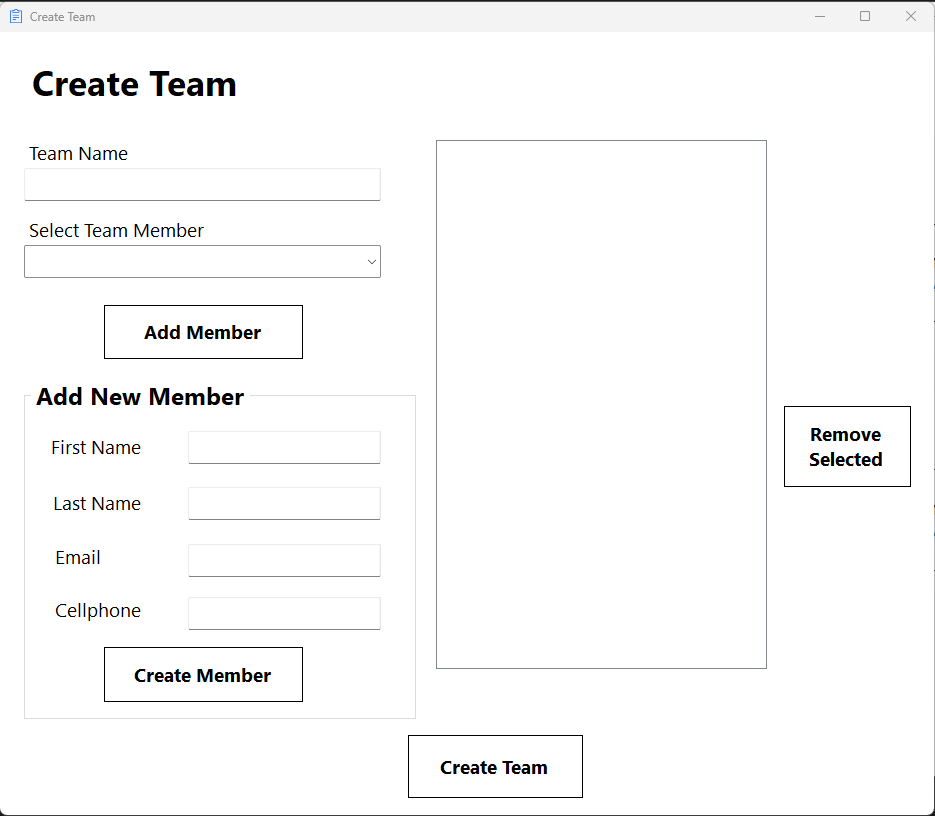 Create Team
Create Team
Team Name
Select Team Member
Add Member
Add New Member
First Name
Last Name
Email
Cellphone
Create Member
Remove
Selected
Create Team